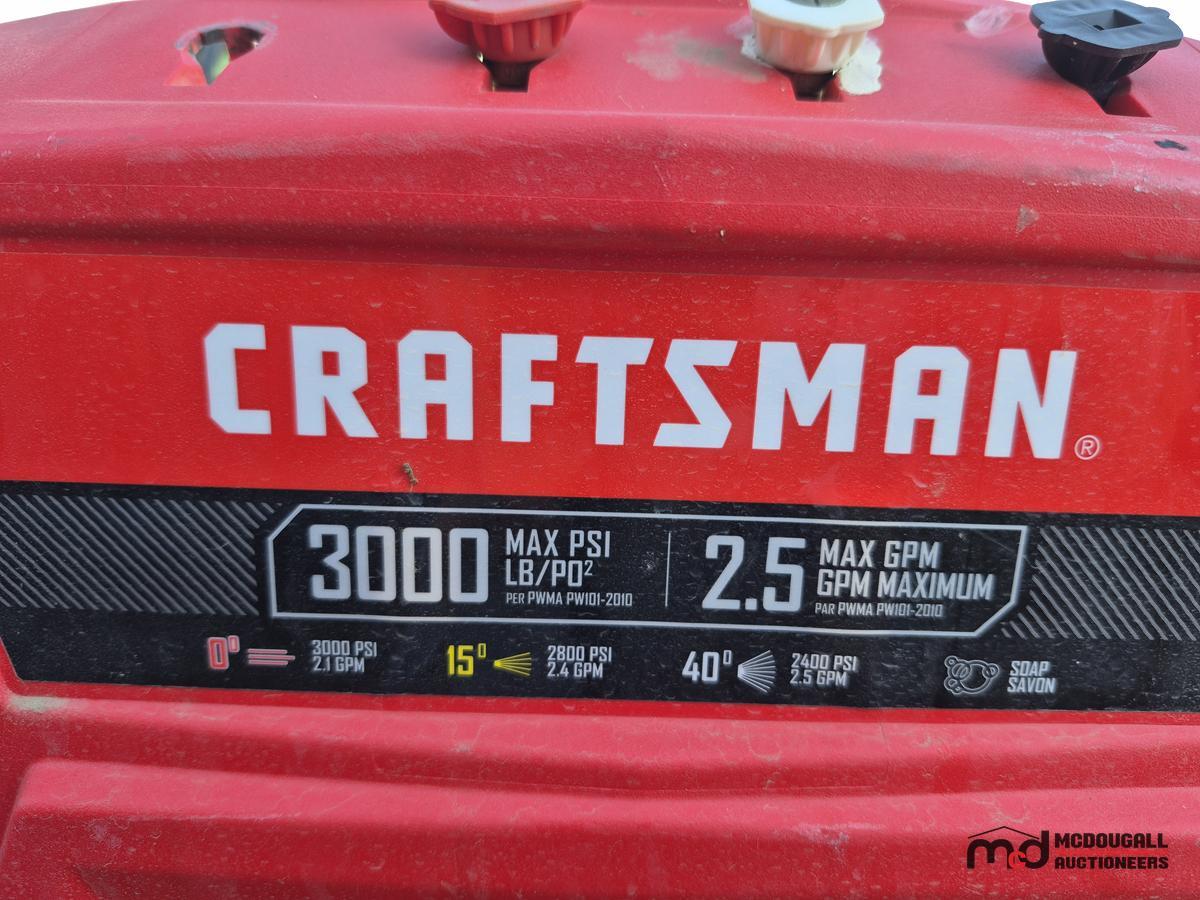 CRAFTSMAN®
3000 MAX PSI
LB/PO²
PER PWMA PW101-2010
2.5 MAX GPM
GPM MAXIMUM
PAR PWMA PW101-2010
0° 3000 PSI
2.1 GPM
15° 2800 PSI
2.4 GPM
40° 2400 PSI
2.5 GPM
SOAP
SAVON
mcd MCDOUGALL
AUCTIONEERS